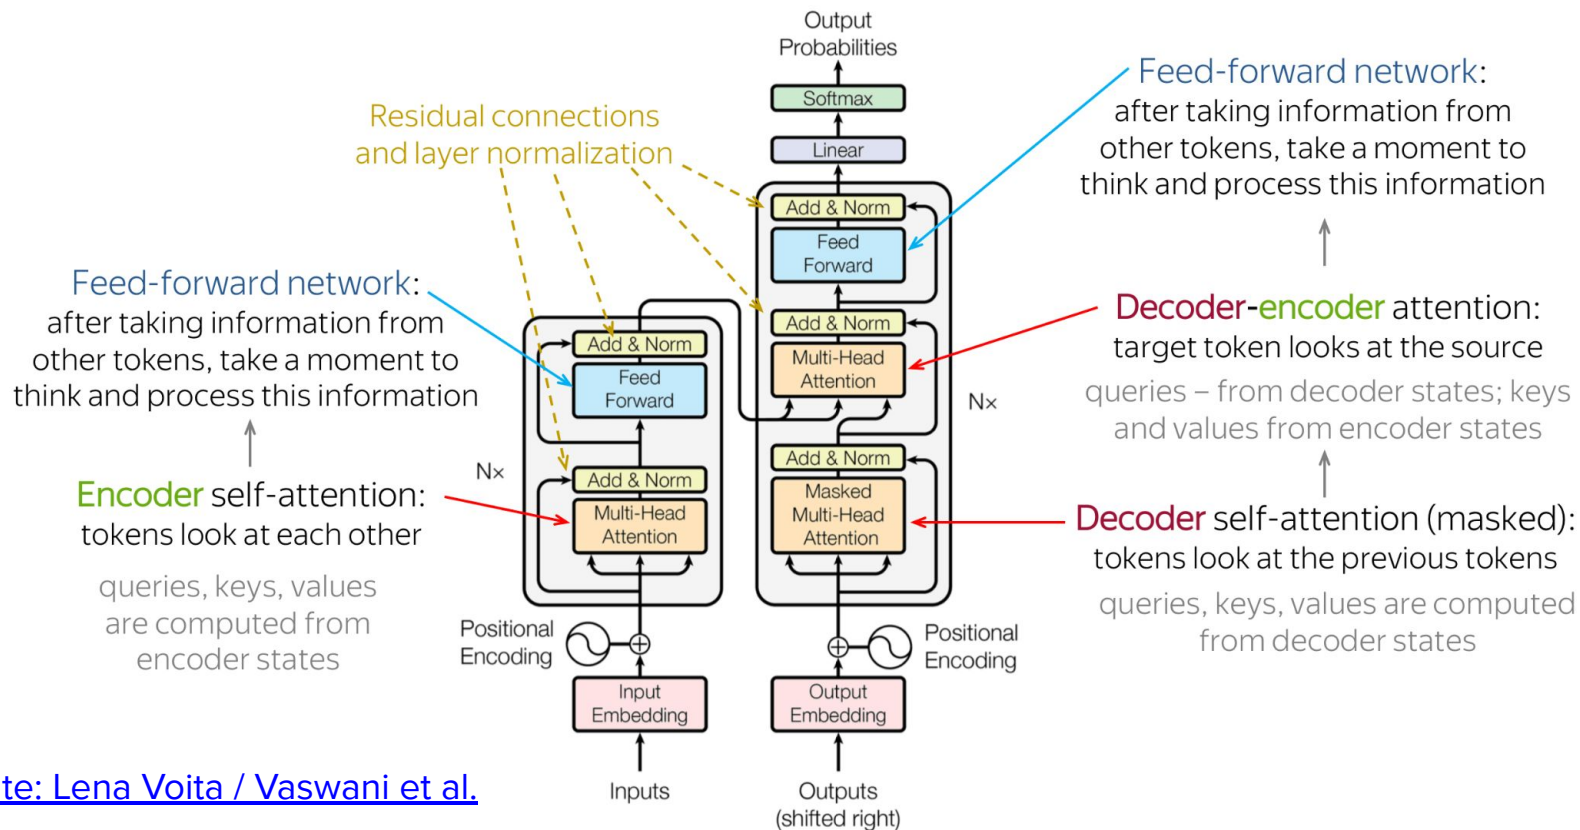 Output
Probabilities
Softmax
Linear
Add & Norm
Feed
Forward
Add & Norm
Multi-Head
Attention
Add & Norm
Masked
Multi-Head
Attention
Nx
Positional
Encoding
Output
Embedding
Outputs
(shifted right)
Add & Norm
Feed
Forward
Add & Norm
Multi-Head
Attention
Nx
Positional
Encoding
Input
Embedding
Inputs
Residual connections
and layer normalization
Feed-forward network:
after taking information from
other tokens, take a moment to
think and process this information
Encoder self-attention:
tokens look at each other
queries, keys, values
are computed from
encoder states
Feed-forward network:
after taking information from
other tokens, take a moment to
think and process this information
Decoder-encoder attention:
target token looks at the source
queries – from decoder states; keys
and values from encoder states
Decoder self-attention (masked):
tokens look at the previous tokens
queries, keys, values are computed
from decoder states
te: Lena Voita / Vaswani et al.